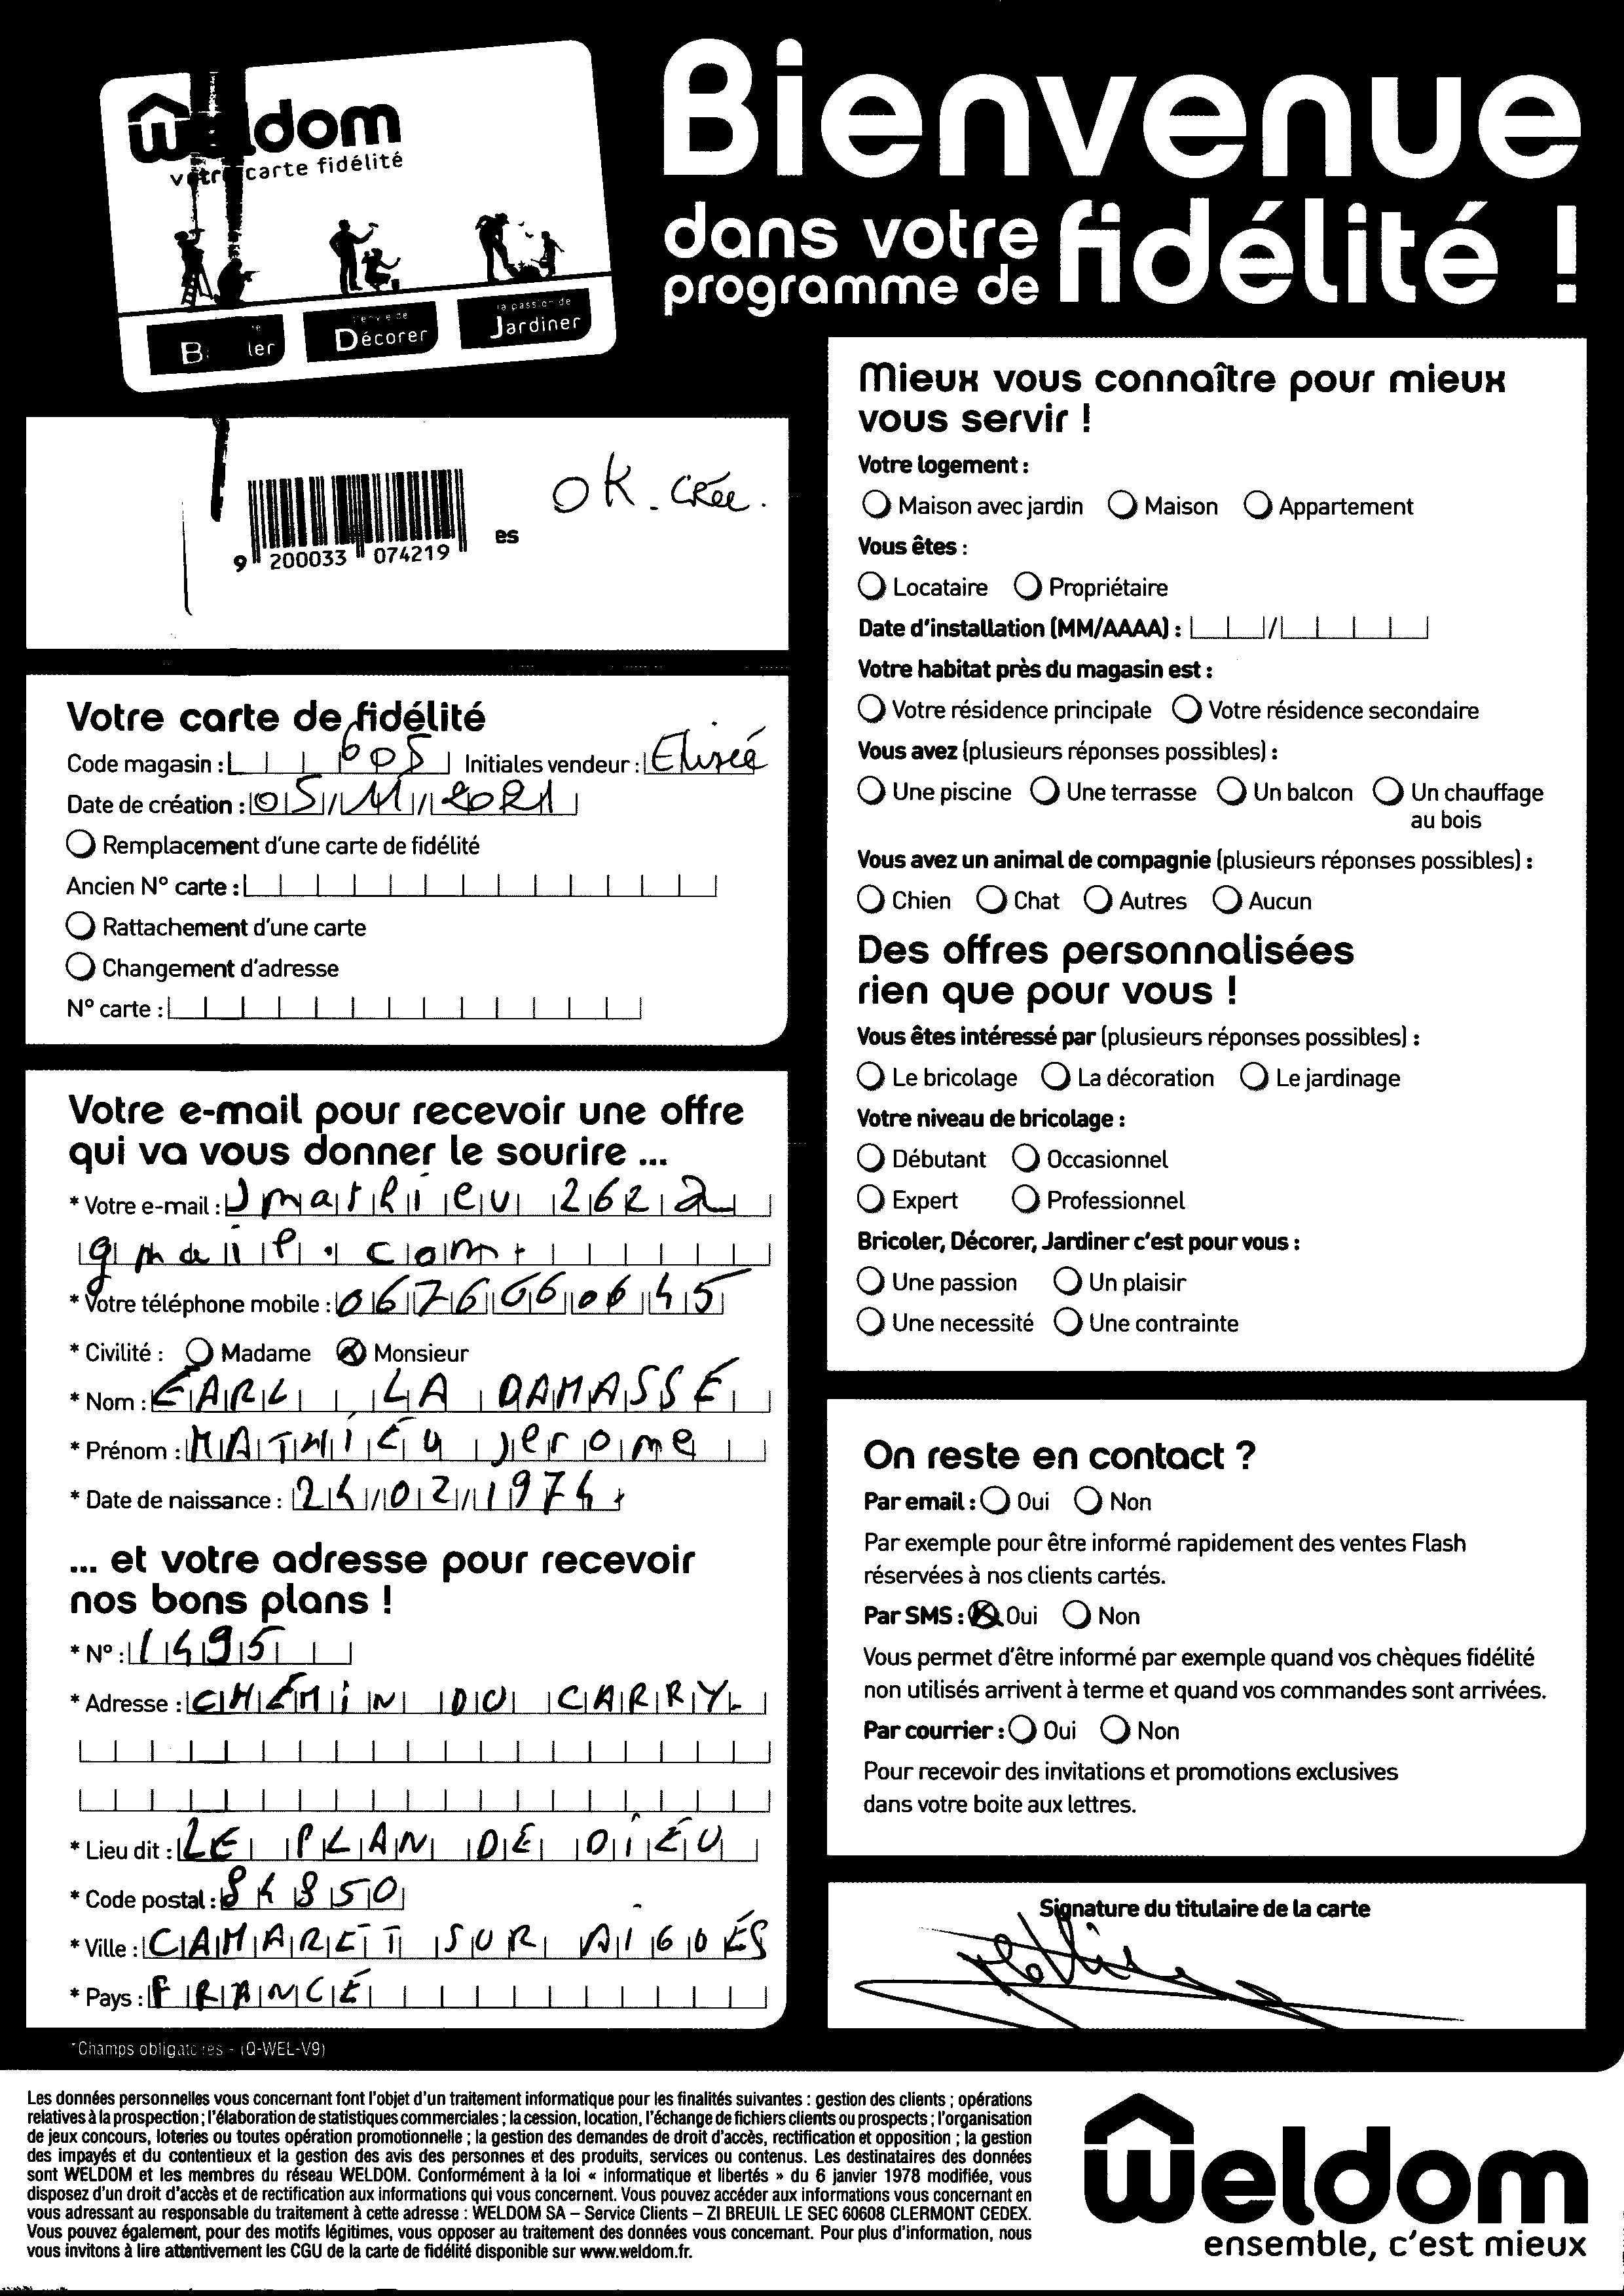 weldom
votre carte fidélité
Décorer
la passion de
Jardiner
Bienvenue
dans votre
programme de fidélité !
OK. Créé.
9 200033 074219
es
Votre carte de fidélité
Code magasin : 605 Initiales vendeur : Elisée
Date de création : 05/11/2021
Remplacement d'une carte de fidélité
Ancien N° carte :
Rattachement d'une carte
Changement d'adresse
N° carte :
Votre e-mail pour recevoir une offre
qui va vous donner le sourire ...
* Votre e-mail : Jmathieu262@
gmail.com
* Votre téléphone mobile : 0676660645
* Civilité : Madame Monsieur
* Nom : EARL LA DAMASSE
* Prénom : MATHIEU jerome
* Date de naissance : 24/02/1974
... et votre adresse pour recevoir
nos bons plans !
* N° : 1495
* Adresse : CHEMIN DU CARRY
* Lieu dit : LE PLAN DE DIEU
* Code postal : 84850
* Ville : CAMARET SUR AIGUES
* Pays : FRANCE
*Champs obligatoires - (Q-WEL-V9)
Mieux vous connaître pour mieux
vous servir !
Votre logement :
Maison avec jardin Maison Appartement
Vous êtes :
Locataire Propriétaire
Date d'installation (MM/AAAA) : /
Votre habitat près du magasin est :
Votre résidence principale Votre résidence secondaire
Vous avez (plusieurs réponses possibles) :
Une piscine Une terrasse Un balcon Un chauffage
au bois
Vous avez un animal de compagnie (plusieurs réponses possibles) :
Chien Chat Autres Aucun
Des offres personnalisées
rien que pour vous !
Vous êtes intéressé par (plusieurs réponses possibles) :
Le bricolage La décoration Le jardinage
Votre niveau de bricolage :
Débutant Occasionnel
Expert Professionnel
Bricoler, Décorer, Jardiner c'est pour vous :
Une passion Un plaisir
Une necessité Une contrainte
On reste en contact ?
Par email : Oui Non
Par exemple pour être informé rapidement des ventes Flash
réservées à nos clients cartés.
Par SMS : Oui Non
Vous permet d'être informé par exemple quand vos chèques fidélité
non utilisés arrivent à terme et quand vos commandes sont arrivées.
Par courrier : Oui Non
Pour recevoir des invitations et promotions exclusives
dans votre boite aux lettres.
Signature du titulaire de la carte
Les données personnelles vous concernant font l'objet d'un traitement informatique pour les finalités suivantes : gestion des clients ; opérations
relatives à la prospection ; l'élaboration de statistiques commerciales ; la cession, location, l'échange de fichiers clients ou prospects ; l'organisation
de jeux concours, loteries ou toutes opération promotionnelle ; la gestion des demandes de droit d'accès, rectification et opposition ; la gestion
des impayés et du contentieux et la gestion des avis des personnes et des produits, services ou contenus. Les destinataires des données
sont WELDOM et les membres du réseau WELDOM. Conformément à la loi « informatique et libertés » du 6 janvier 1978 modifiée, vous
disposez d'un droit d'accès et de rectification aux informations qui vous concernent. Vous pouvez accéder aux informations vous concernant en
vous adressant au responsable du traitement à cette adresse : WELDOM SA – Service Clients – ZI BREUIL LE SEC 60608 CLERMONT CEDEX.
Vous pouvez également, pour des motifs légitimes, vous opposer au traitement des données vous concernant. Pour plus d'information, nous
vous invitons à lire attentivement les CGU de la carte de fidélité disponible sur www.weldom.fr.
weldom
ensemble, c'est mieux